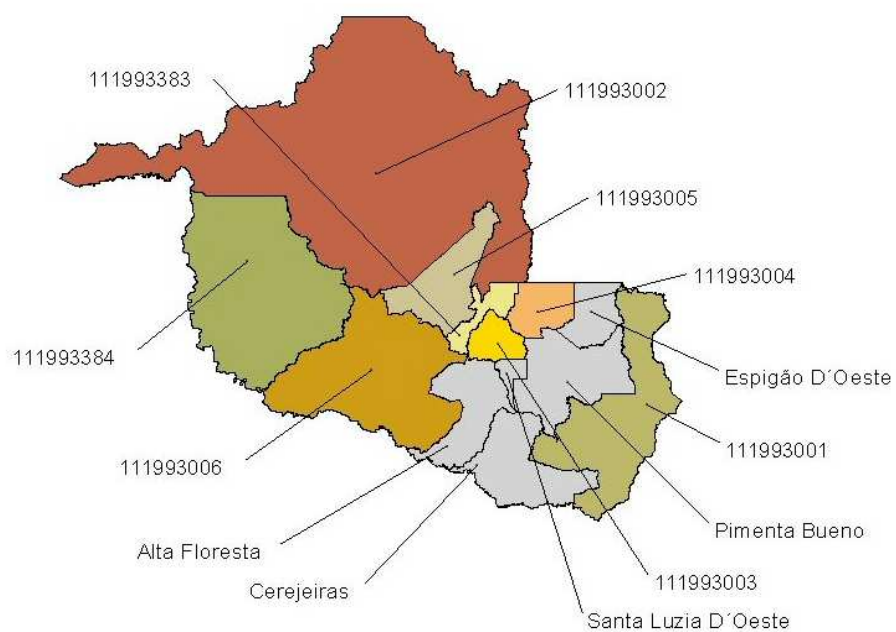 111993383
111993002
111993005
111993004
111993384
Espigão D´Oeste
111993001
111993006
Pimenta Bueno
Alta Floresta
111993003
Cerejeiras
Santa Luzia D´Oeste